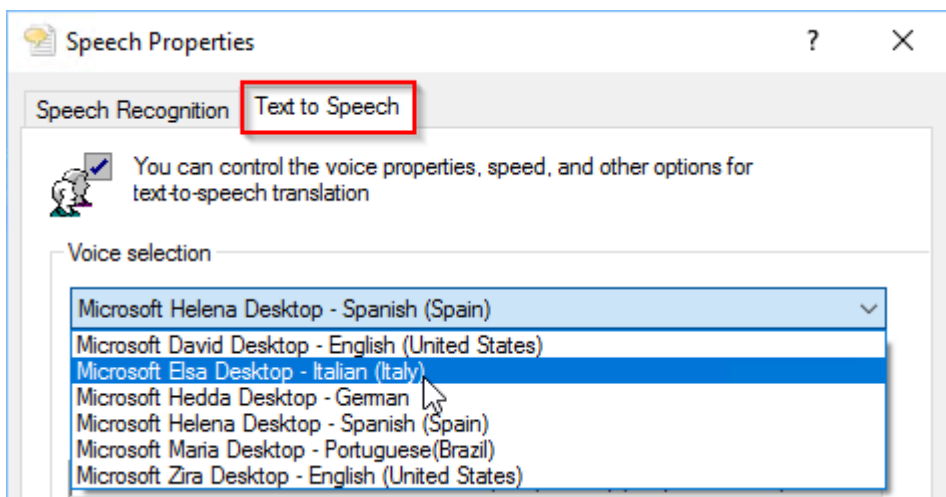 Speech Properties
Speech Recognition
Text to Speech
You can control the voice properties, speed, and other options for
text-to-speech translation
Voice selection
Microsoft Helena Desktop - Spanish (Spain)
Microsoft David Desktop - English (United States)
Microsoft Elsa Desktop - Italian (Italy)
Microsoft Hedda Desktop - German
Microsoft Helena Desktop - Spanish (Spain)
Microsoft Maria Desktop - Portuguese(Brazil)
Microsoft Zira Desktop - English (United States)